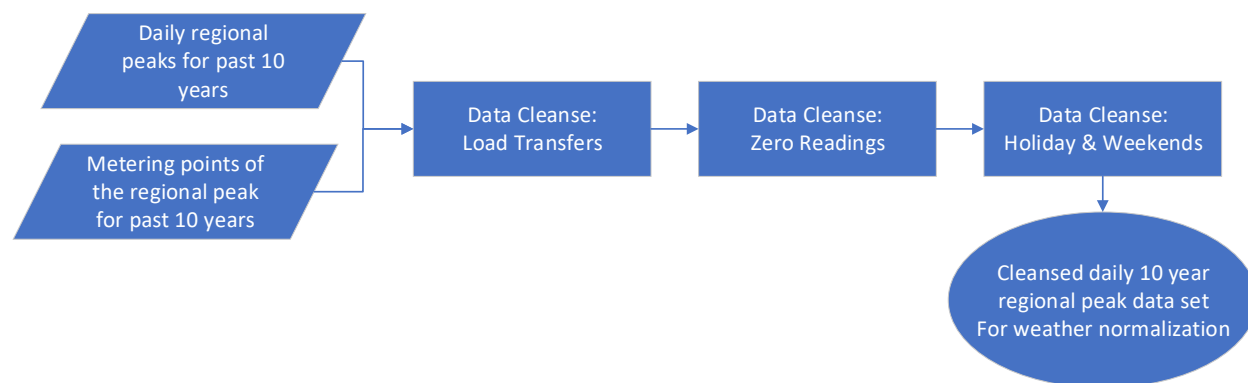 Daily regional
peaks for past 10
years
Metering points of
the regional peak
for past 10 years
Data Cleanse:
Load Transfers
Data Cleanse:
Zero Readings
Data Cleanse:
Holiday & Weekends
Cleansed daily 10 year
regional peak data set
For weather normalization